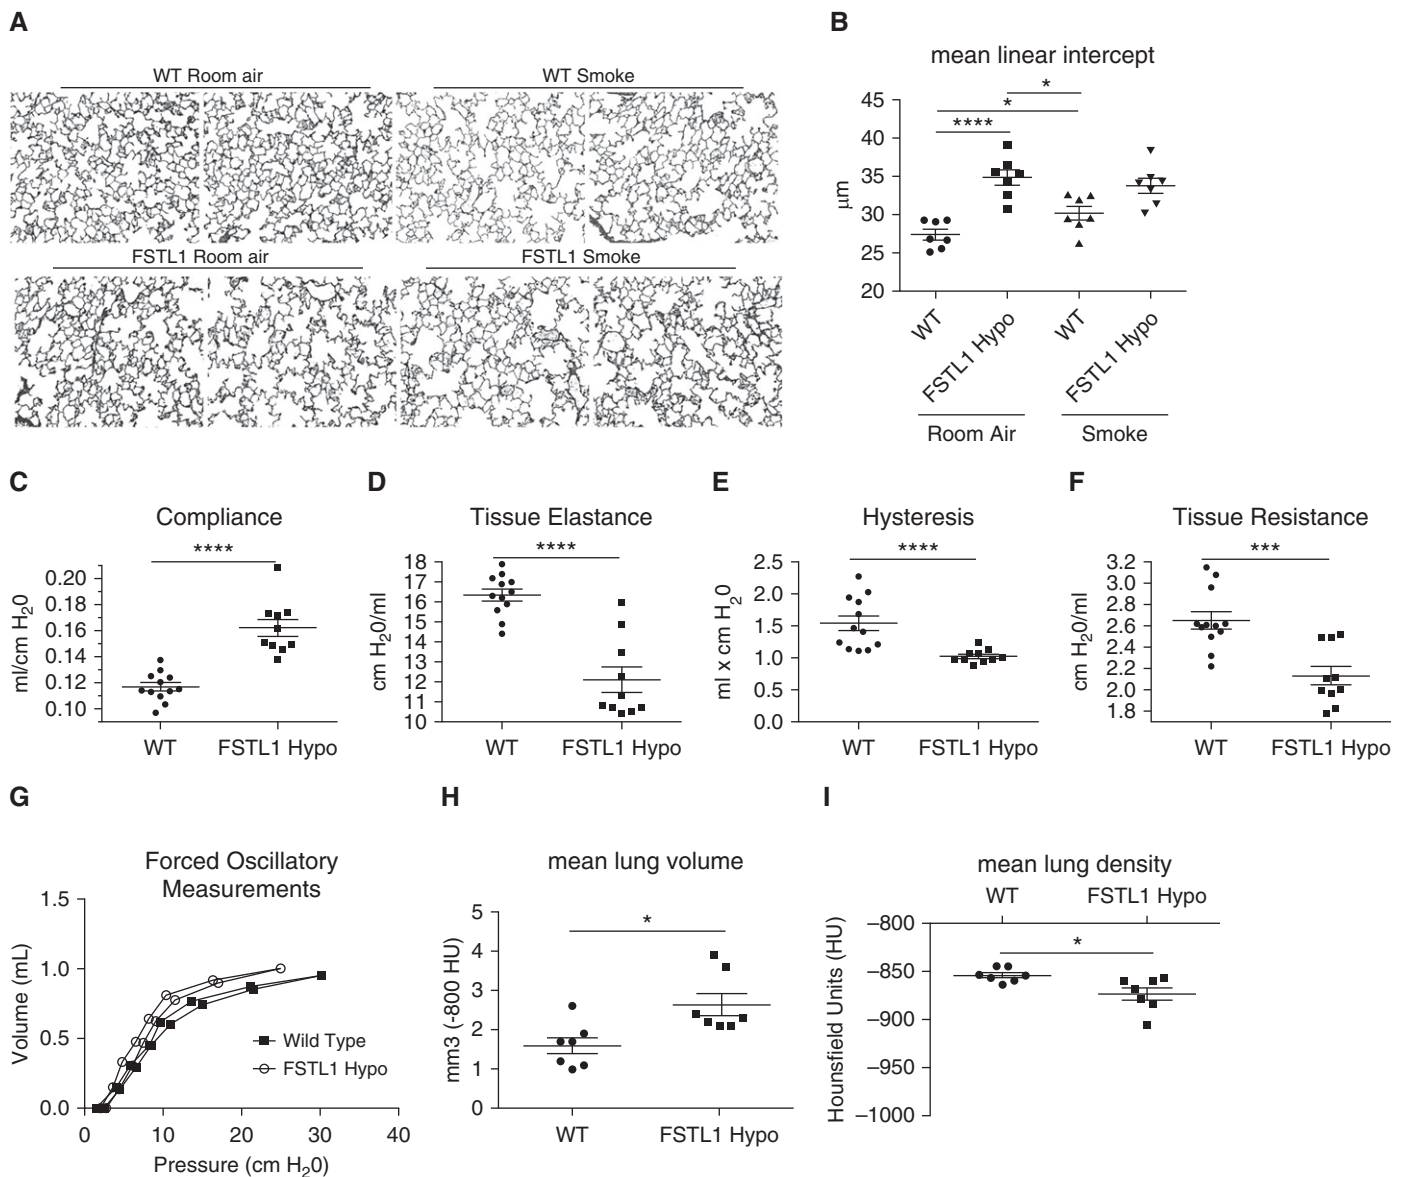 A
WT Room air
WT Smoke
FSTL1 Room air
FSTL1 Smoke
B
mean linear intercept
45
40
35
30
25
20
µm
****
*
*
WT
FSTL1 Hypo
WT
FSTL1 Hypo
Room Air
Smoke
C
Compliance
****
0.20
0.18
0.16
0.14
0.12
0.10
ml/cm H20
WT
FSTL1 Hypo
D
Tissue Elastance
****
18
17
16
15
14
13
12
11
10
cm H20/ml
WT
FSTL1 Hypo
E
Hysteresis
****
2.5
2.0
1.5
1.0
0.5
0.0
ml x cm H20
WT
FSTL1 Hypo
F
Tissue Resistance
***
3.2
3.0
2.8
2.6
2.4
2.2
2.0
1.8
cm H20/ml
WT
FSTL1 Hypo
G
Forced Oscillatory
Measurements
1.5
1.0
0.5
0.0
Volume (mL)
Wild Type
FSTL1 Hypo
0 10 20 30 40
Pressure (cm H20)
H
mean lung volume
*
5
4
3
2
1
0
mm3 (-800 HU)
WT
FSTL1 Hypo
I
mean lung density
WT
FSTL1 Hypo
*
–800
–850
–900
–950
–1000
Hounsfield Units (HU)